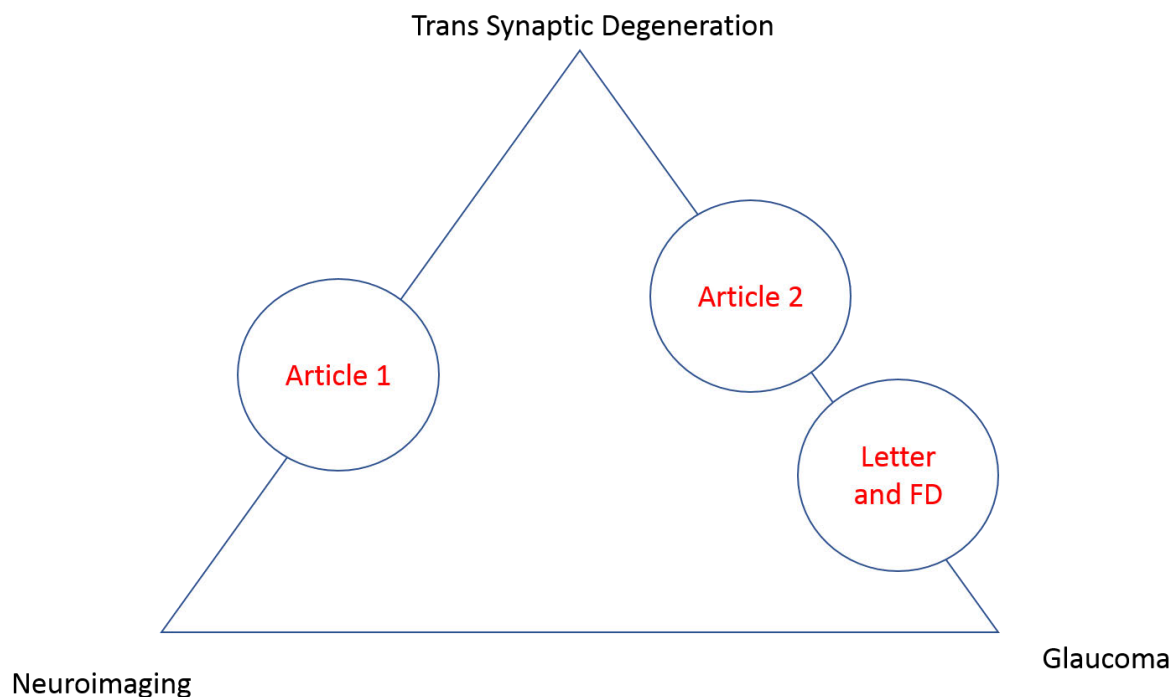 Trans Synaptic Degeneration
Article 2
Article 1
Letter
and FD
Glaucoma
Neuroimaging